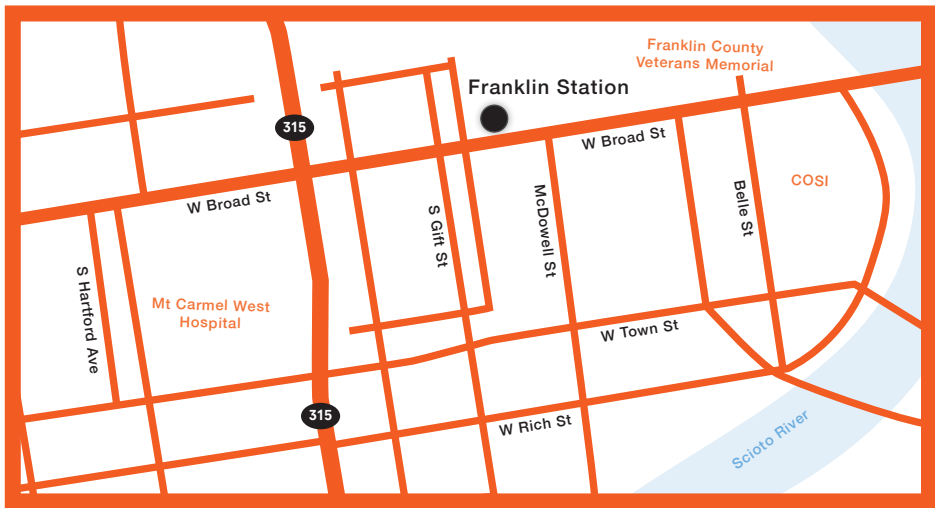 Franklin County
Veterans Memorial
Franklin Station
315
W Broad St
COSI
W Broad St
S Gift St
McDowell St
Belle St
S Hartford Ave
Mt Carmel West
Hospital
W Town St
315
W Rich St
Scioto River